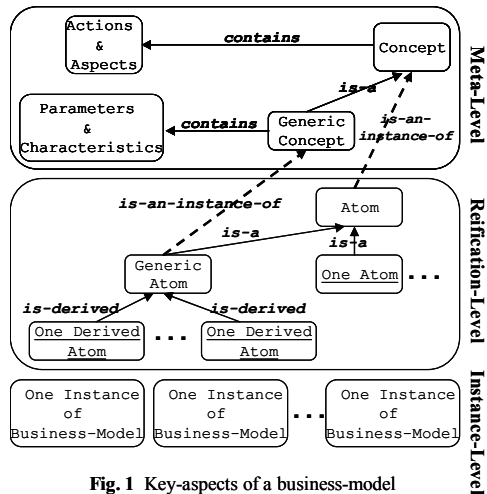 Actions
&
Aspects
contains
Concept
is-a
Parameters
&
Characteristics
contains
Generic
Concept
is-an-
instance-of
Meta-Level
is-an-instance-of
Atom
is-a
is-a
Generic
Atom
One Atom
...
is-derived
is-derived
One Derived
Atom
...
One Derived
Atom
Reification-Level
One Instance
of
Business-Model
One Instance
of
Business-Model
...
One Instance
of
Business-Model
Instance-Level
Fig. 1 Key-aspects of a business-model